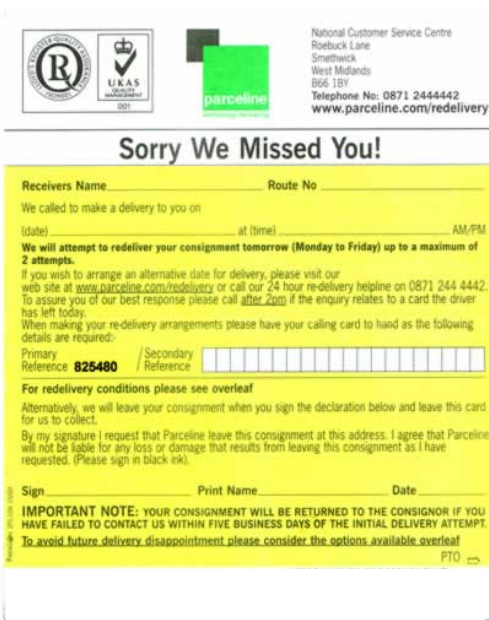 National Customer Service Centre
Roebuck Lane
Smethwick
West Midlands
B66 1BY
Telephone No: 0871 2444442
www.parceline.com/redelivery
LLOYD'S REGISTER QUALITY ASSURANCE
R
UKAS
QUALITY
MANAGEMENT
001
parceline
Sorry We Missed You!
Receivers Name Route No
We called to make a delivery to you on
(date) at (time) AM/PM
We will attempt to redeliver your consignment tomorrow (Monday to Friday) up to a maximum of
2 attempts.
If you wish to arrange an alternative date for delivery, please visit our
web site at www.parceline.com/redelivery or call our 24 hour re-delivery helpline on 0871 244 4442.
To assure you of our best response please call after 2pm if the enquiry relates to a card the driver
has left today.
When making your re-delivery arrangements please have your calling card to hand as the following
details are required:-
Primary / Secondary
Reference 825480 / Reference
For redelivery conditions please see overleaf
Alternatively, we will leave your consignment when you sign the declaration below and leave this card
for us to collect.
By my signature I request that Parceline leave this consignment at this address. I agree that Parceline
will not be liable for any loss or damage that results from leaving this consignment as I have
requested. (Please sign in black ink).
Sign Print Name Date
IMPORTANT NOTE: YOUR CONSIGNMENT WILL BE RETURNED TO THE CONSIGNOR IF YOU
HAVE FAILED TO CONTACT US WITHIN FIVE BUSINESS DAYS OF THE INITIAL DELIVERY ATTEMPT.
To avoid future delivery disappointment please consider the options available overleaf
PTO